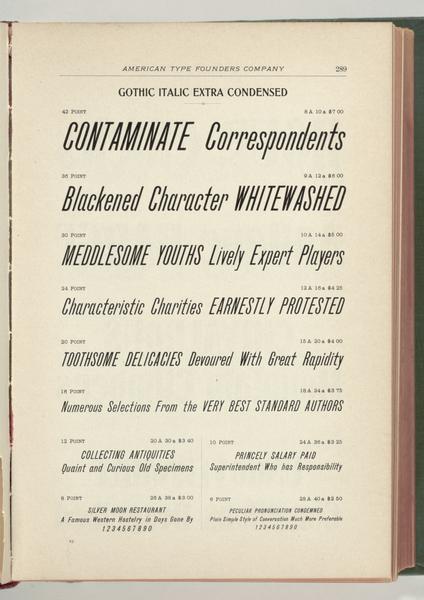 AMERICAN TYPE FOUNDERS COMPANY 289
GOTHIC ITALIC EXTRA CONDENSED
42 POINT 8 A 10 a $7 00
CONTAMINATE Correspondents
36 POINT 9 A 12 a $6 00
Blackened Character WHITEWASHED
30 POINT 10 A 14 a $5 00
MEDDLESOME YOUTHS Lively Expert Players
24 POINT 12 A 16 a $4 25
Characteristic Charities EARNESTLY PROTESTED
20 POINT 15 A 20 a $4 00
TOOTHSOME DELICACIES Devoured With Great Rapidity
18 A 24 a $3 75
Numerous Selections From the VERY BEST STANDARD AUTHORS
12 POINT 20 A 30 a $3 40
COLLECTING ANTIQUITIES
Quaint and Curious Old Specimens
10 POINT 24 A 36 a $3 25
PRINCELY SALARY PAID
Superintendent Who has Responsibility
8 POINT 26 A 38 a $3 00
SILVER MOON RESTAURANT
A Famous Western Hostelry in Days Gone By
1234567890
6 POINT 28 A 40 a $2 50
PECULIAR PRONUNCIATION CONDEMNED
Plain Simple Style of Conversation Much More Preferable
1234567890